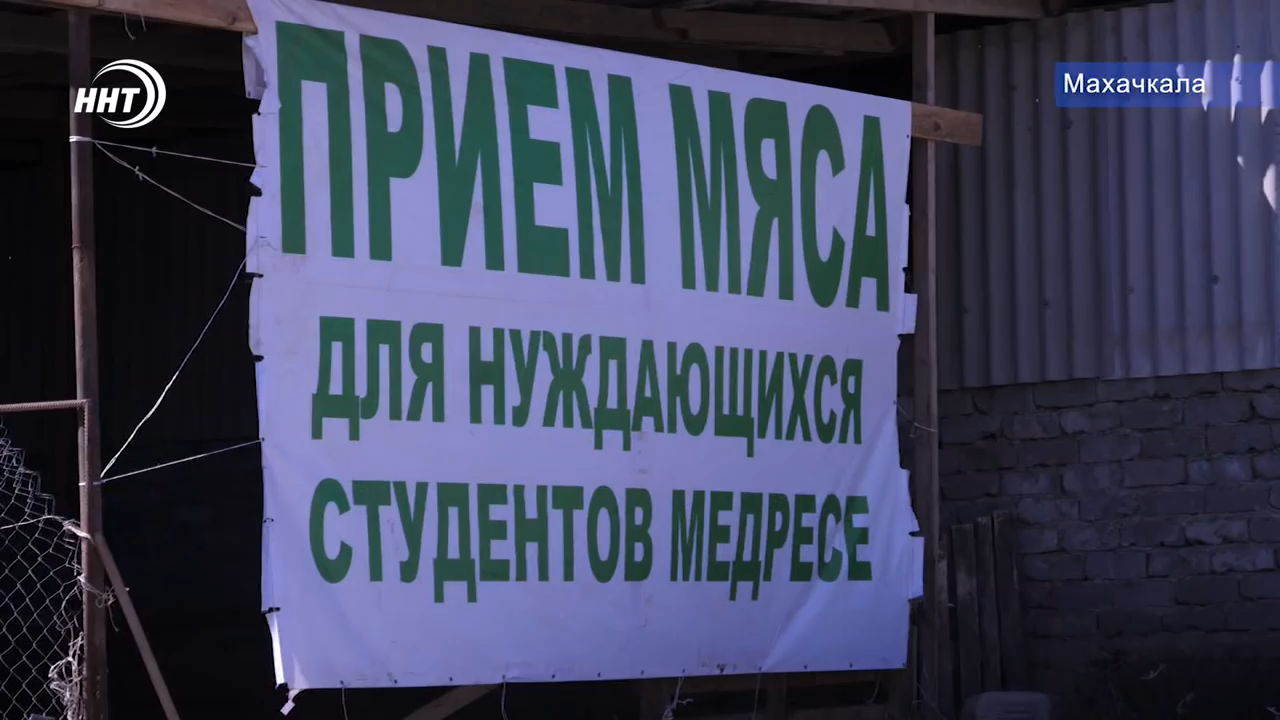 ННТ
Махачкала
ПРИЕМ МЯСА
ДЛЯ НУЖДАЮЩИХСЯ
СТУДЕНТОВ МЕДРЕСЕ